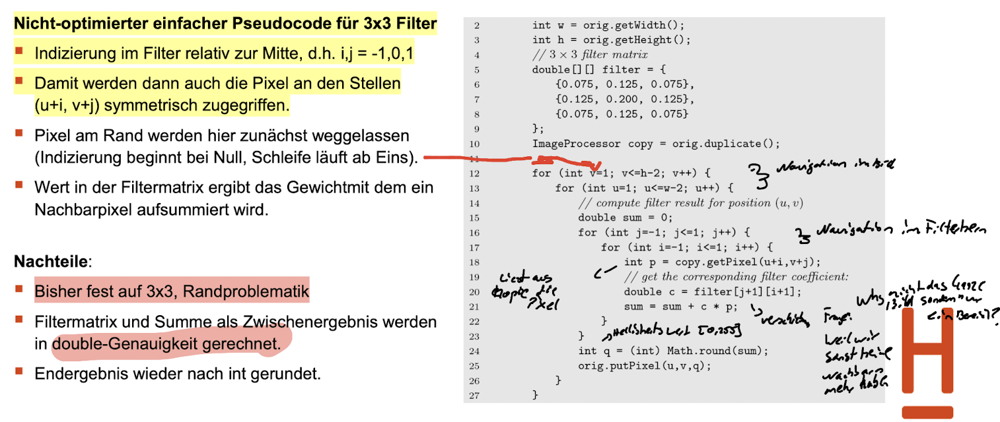 Nicht-optimierter einfacher Pseudocode für 3x3 Filter
Indizierung im Filter relativ zur Mitte, d.h. i,j = -1,0,1
Damit werden dann auch die Pixel an den Stellen
(u+i, v+j) symmetrisch zugegriffen.
Pixel am Rand werden hier zunächst weggelassen
(Indizierung beginnt bei Null, Schleife läuft ab Eins).
Wert in der Filtermatrix ergibt das Gewichtmit dem ein
Nachbarpixel aufsummiert wird.
Nachteile:
Bisher fest auf 3x3, Randproblematik
Filtermatrix und Summe als Zwischenergebnis werden
in double-Genauigkeit gerechnet.
Endergebnis wieder nach int gerundet.
2 int w = orig.getWidth();
3 int h = orig.getHeight();
4 // 3 × 3 filter matrix
5 double[][] filter = {
6 {0.075, 0.125, 0.075},
7 {0.125, 0.200, 0.125},
8 {0.075, 0.125, 0.075}
9 };
10 ImageProcessor copy = orig.duplicate();
11
12 for (int v=1; v<=h-2; v++) {
13 for (int u=1; u<=w-2; u++) {
14 // compute filter result for position (u, v)
15 double sum = 0;
16 for (int j=-1; j<=1; j++) {
17 for (int i=-1; i<=1; i++) {
18 int p = copy.getPixel(u+i,v+j);
19 // get the corresponding filter coefficient:
20 double c = filter[j+1][i+1];
21 sum = sum + c * p;
22 }
23 }
24 int q = (int) Math.round(sum);
25 orig.putPixel(u,v,q);
26 }
27 }
Navigation im Bild
Navigation im Filterkern
Liest aus
die
Pixel
Helligkeitswert [0,255]
Frage:
nicht das Ganze
Bild sondern nur
ein Bereich?
Weil wir
sonst keine
Nachbarn
mehr
H